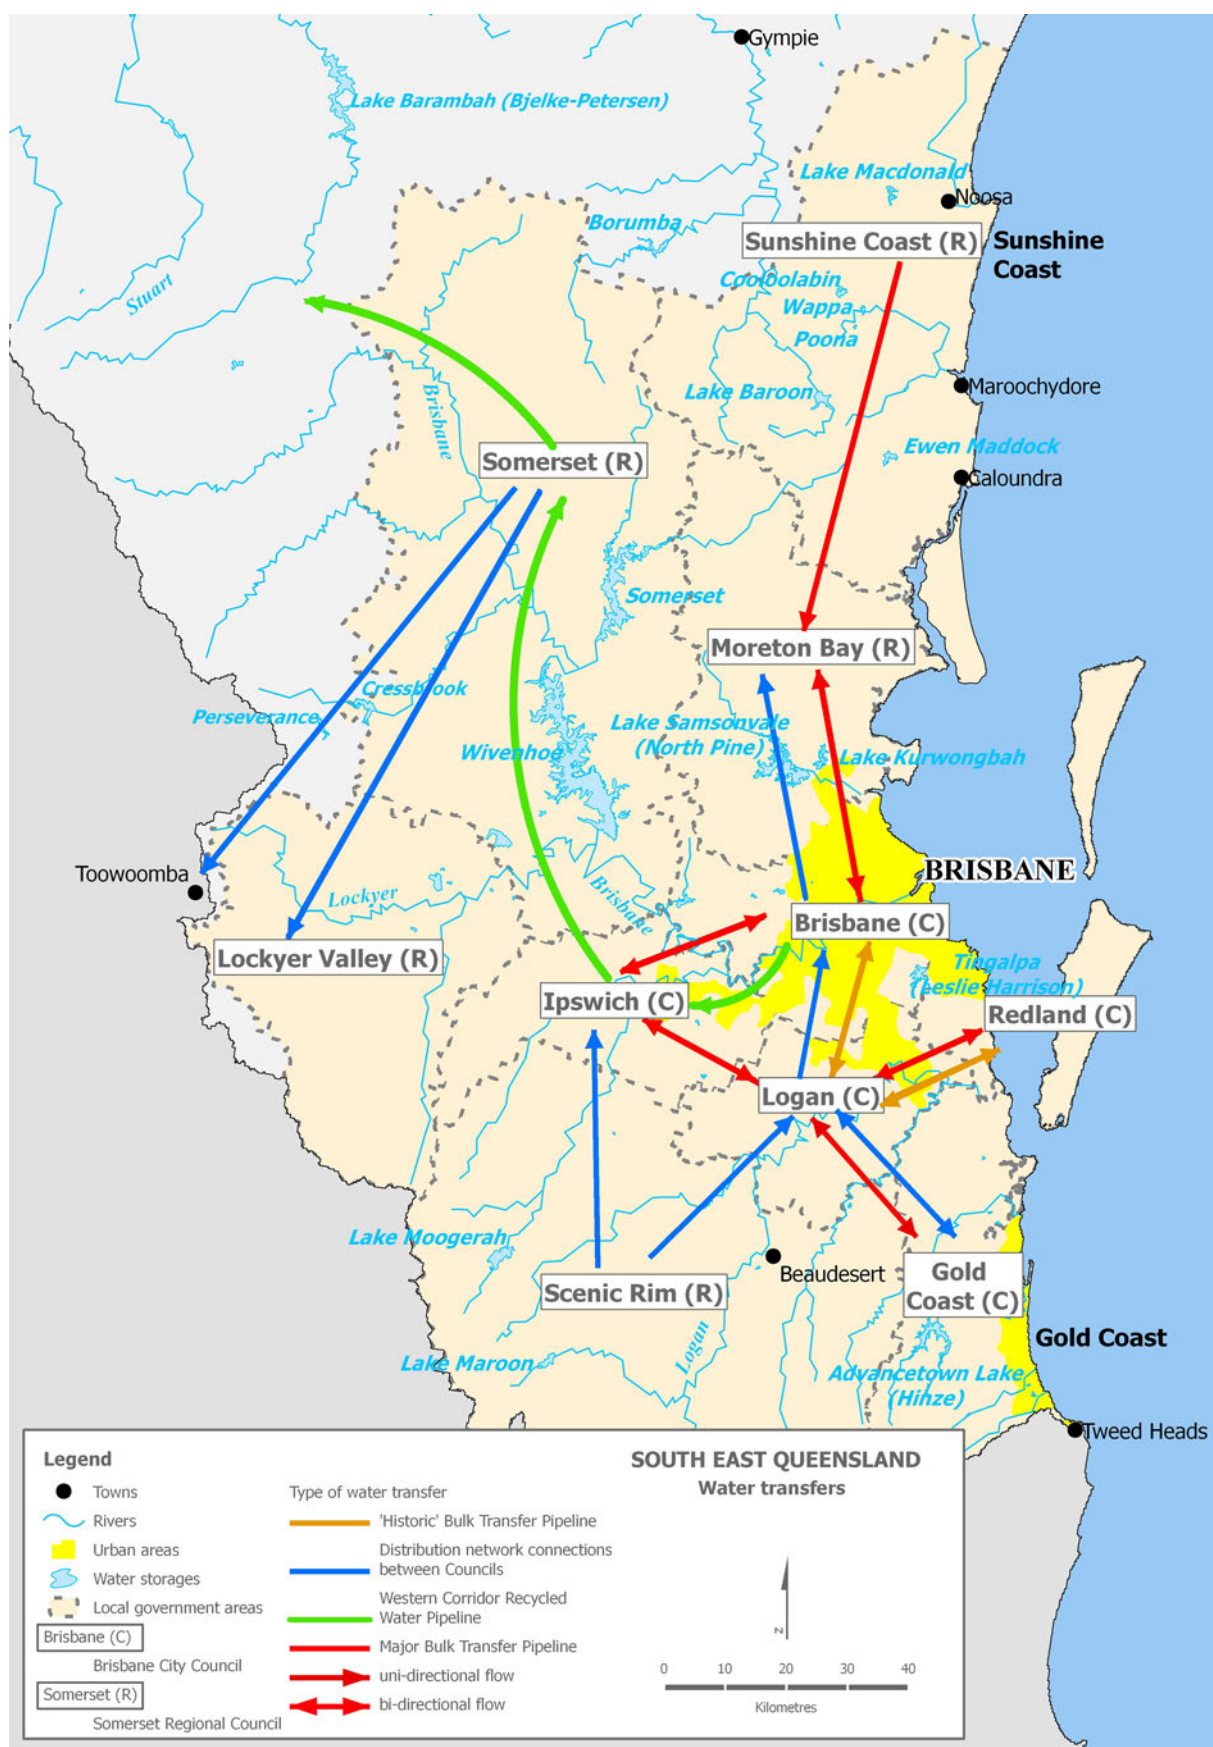 Gympie
Lake Barambah (Bjelke-Petersen)
Lake Macdonald
Noosa
Borumba
Sunshine Coast (R)
Sunshine
Coast
Stuart
Cooloolabin
Wappa
Poona
Brisbane
Lake Baroon
Maroochydore
Ewen Maddock
Somerset (R)
Caloundra
Somerset
Moreton Bay (R)
Cressbrook
Perseverance
Wivenhoe
Lake Samsonvale
(North Pine)
Lake Kurwongbah
Toowoomba
Lockyer
Brisbane
BRISBANE
Brisbane (C)
Lockyer Valley (R)
Tingalpa
(Leslie Harrison)
Ipswich (C)
Redland (C)
Logan (C)
Lake Moogerah
Beaudesert
Scenic Rim (R)
Gold
Coast (C)
Logan
Gold Coast
Lake Maroon
Advancetown Lake
(Hinze)
Tweed Heads
Legend
Towns
Rivers
Urban areas
Water storages
Local government areas
Brisbane (C)
Brisbane City Council
Somerset (R)
Somerset Regional Council
Type of water transfer
'Historic' Bulk Transfer Pipeline
Distribution network connections
between Councils
Western Corridor Recycled
Water Pipeline
Major Bulk Transfer Pipeline
uni-directional flow
bi-directional flow
SOUTH EAST QUEENSLAND
Water transfers
N
0 10 20 30 40
Kilometres